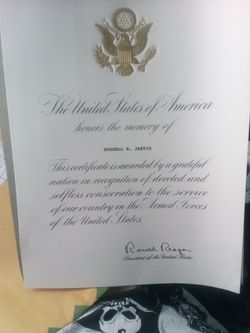 The United States of America
honors the memory of
RUSSELL R. JARVIS
This certificate is awarded by a grateful
nation in recognition of devoted and
selfless consecration to the service
of our country in the Armed Forces
of the United States.
Ronald Reagan
President of the United States